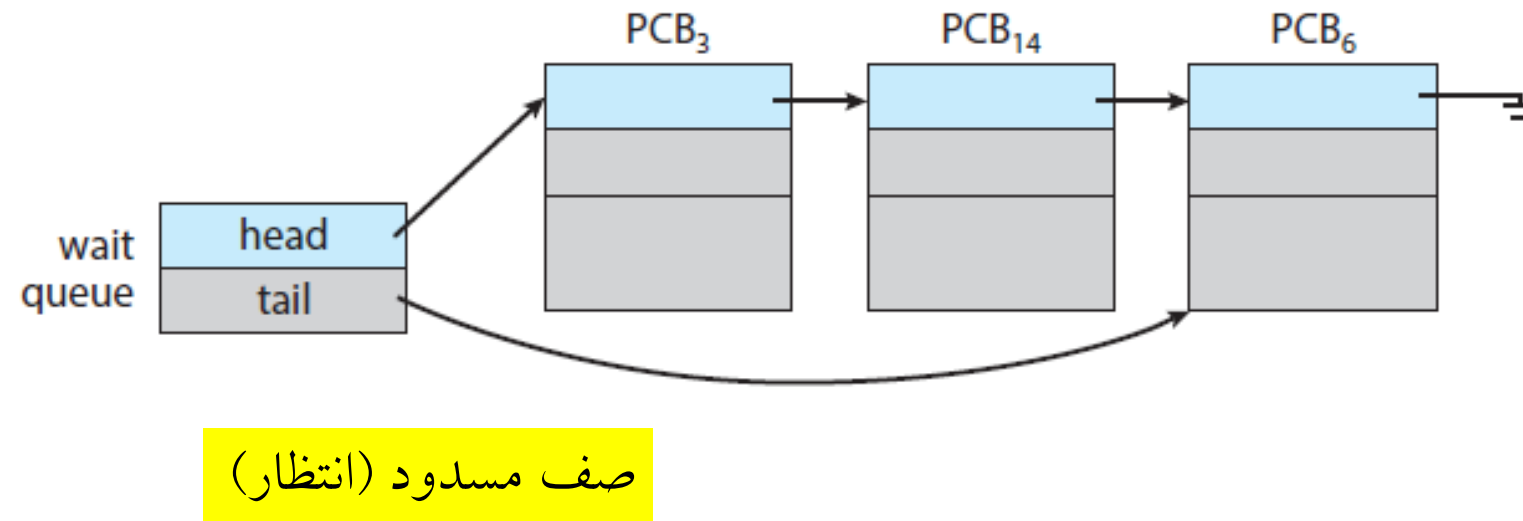 PCB₃ PCB₁₄ PCB₆
wait
queue
head
tail
صف مسدود (انتظار)